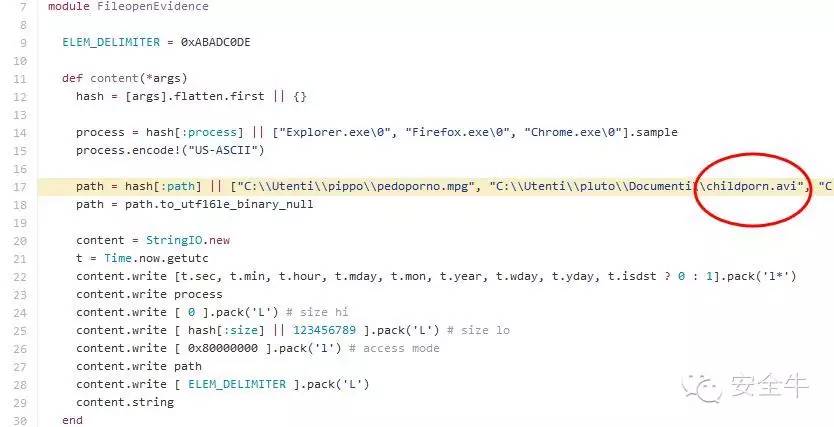 7 module FileopenEvidence
8
9 ELEM_DELIMITER = 0xABADC0DE
10
11 def content(*args)
12 hash = [args].flatten.first || {}
13
14 process = hash[:process] || ["Explorer.exe\0", "Firefox.exe\0", "Chrome.exe\0"].sample
15 process.encode!("US-ASCII")
16
17 path = hash[:path] || ["C:\\Utenti\\pippo\\pedoporno.mpg", "C:\\Utenti\\pluto\\Documenti\\childporn.avi", "C
18 path = path.to_utf16le_binary_null
19
20 content = StringIO.new
21 t = Time.now.getutc
22 content.write [t.sec, t.min, t.hour, t.mday, t.mon, t.year, t.wday, t.yday, t.isdst ? 0 : 1].pack('l*')
23 content.write process
24 content.write [ 0 ].pack('L') # size hi
25 content.write [ hash[:size] || 123456789 ].pack('L') # size lo
26 content.write [ 0x80000000 ].pack('l') # access mode
27 content.write path
28 content.write [ ELEM_DELIMITER ].pack('L')
29 content.string
30 end
安全牛